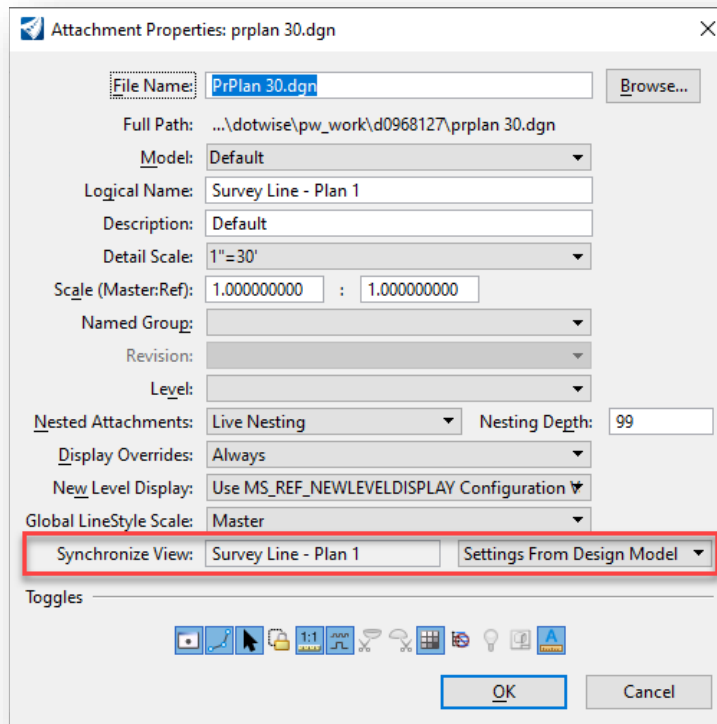 Attachment Properties: prplan 30.dgn
File Name: PrPlan 30.dgn Browse...
Full Path: ...\dotwise\pw_work\d0968127\prplan 30.dgn
Model: Default
Logical Name: Survey Line - Plan 1
Description: Default
Detail Scale: 1"=30'
Scale (Master:Ref): 1.000000000 : 1.000000000
Named Group:
Revision:
Level:
Nested Attachments: Live Nesting Nesting Depth: 99
Display Overrides: Always
New Level Display: Use MS_REF_NEWLEVELDISPLAY Configuration V
Global LineStyle Scale: Master
Synchronize View: Survey Line - Plan 1 Settings From Design Model
Toggles
1:1 A
OK Cancel